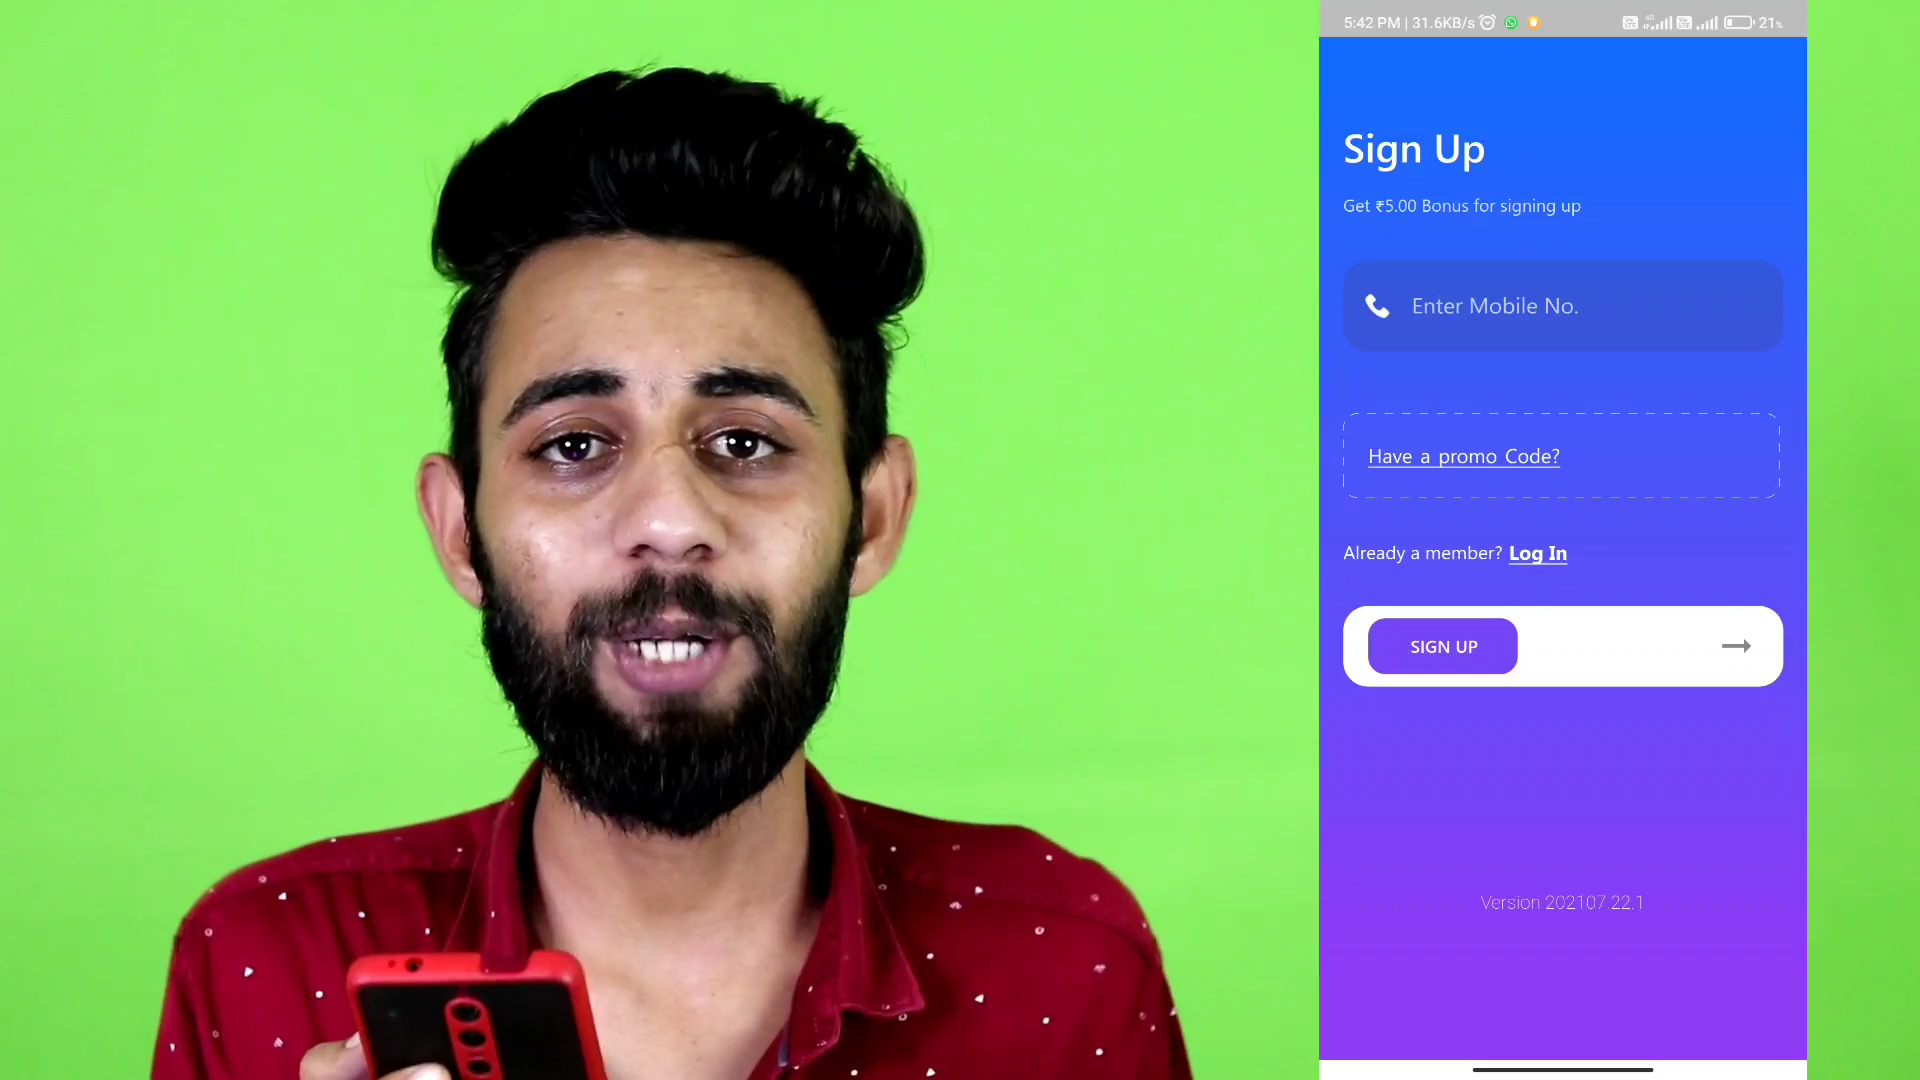 5:42 PM | 31.6KB/s
4G
21%
Sign Up
Get ₹5.00 Bonus for signing up
Enter Mobile No.
Have a promo Code?
Already a member? Log In
SIGN UP
Version 202107.22.1